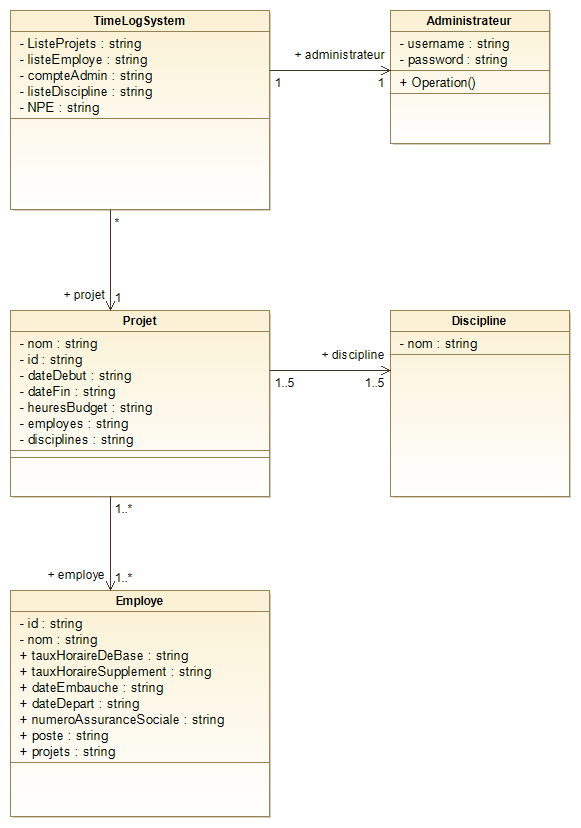 TimeLogSystem
- ListeProjets : string
- listeEmploye : string
- compteAdmin : string
- listeDiscipline : string
- NPE : string
+ administrateur
1
1
Administrateur
- username : string
- password : string
+ Operation()
*
+ projet
1
Projet
- nom : string
- id : string
- dateDebut : string
- dateFin : string
- heuresBudget : string
- employes : string
- disciplines : string
+ discipline
1..5
1..5
Discipline
- nom : string
1..*
+ employe
1..*
Employe
- id : string
- nom : string
+ tauxHoraireDeBase : string
+ tauxHoraireSupplement : string
+ dateEmbauche : string
+ dateDepart : string
+ numeroAssuranceSociale : string
+ poste : string
+ projets : string